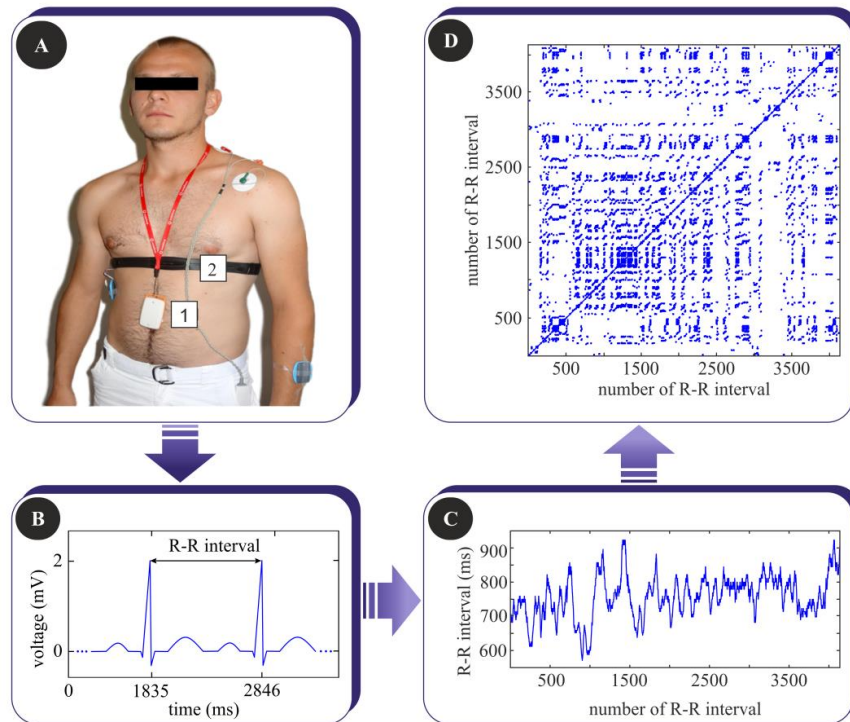 A
2
1
D
number of R-R interval
3500
2500
1500
500
500 1500 2500 3500
number of R-R interval
B
R-R interval
voltage (mV)
2
0
0 1835 2846
time (ms)
C
R-R interval (ms)
900
800
700
600
500 1500 2500 3500
number of R-R interval